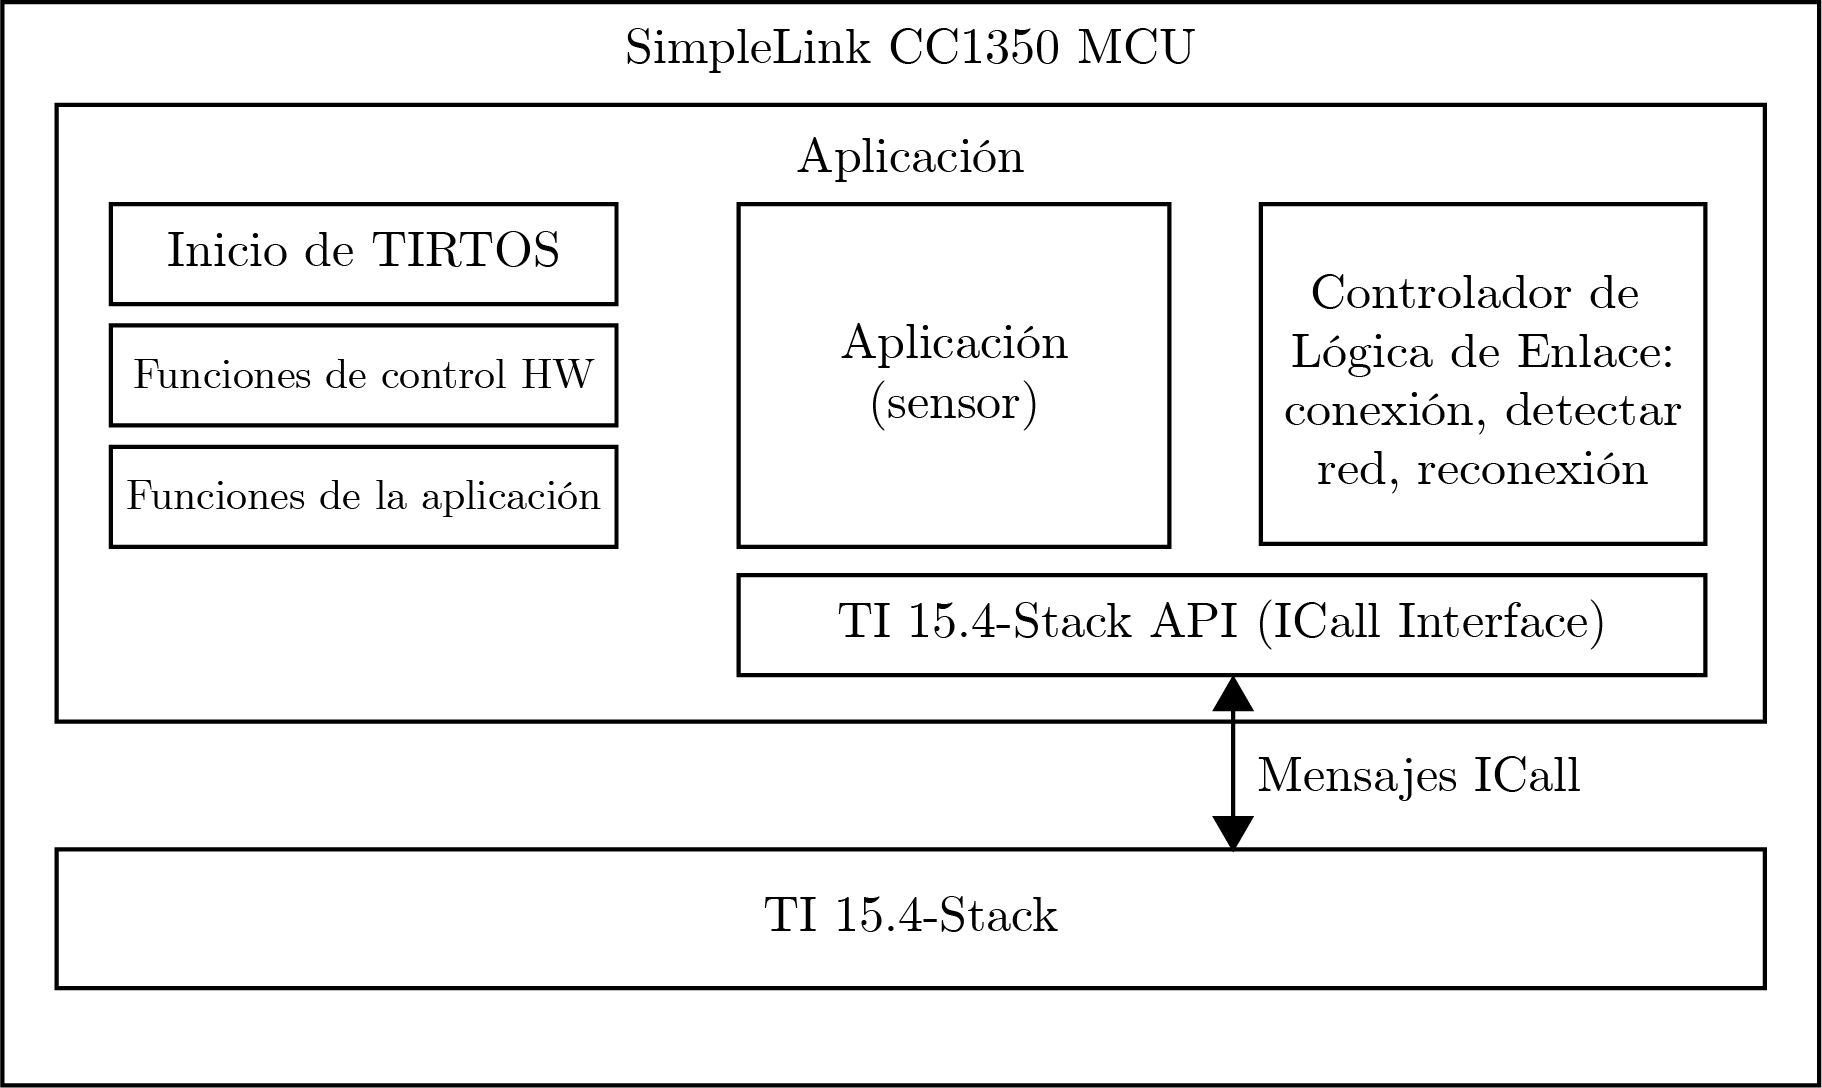 SimpleLink CC1350 MCU
Aplicación
Inicio de TIRTOS
Funciones de control HW
Funciones de la aplicación
Aplicación
(sensor)
Controlador de
Lógica de Enlace:
conexión, detectar
red, reconexión
TI 15.4-Stack API (ICall Interface)
Mensajes ICall
TI 15.4-Stack